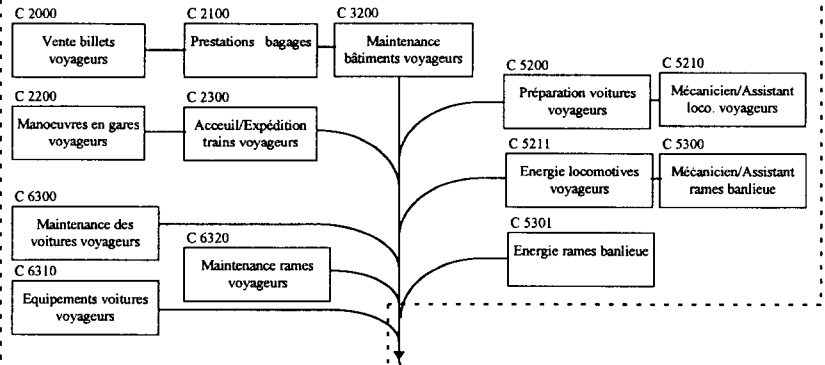 C 2000
Vente billets
voyageurs
C 2100
Prestations bagages
C 3200
Maintenance
bâtiments voyageurs
C 5200
Préparation voitures
voyageurs
C 5210
Mécanicien/Assistant
loco. voyageurs
C 2200
Manoeuvres en gares
voyageurs
C 2300
Acceuil/Expédition
trains voyageurs
C 5211
Energie locomotives
voyageurs
C 5300
Mécanicien/Assistant
rames banlieue
C 6300
Maintenance des
voitures voyageurs
C 6320
Maintenance rames
voyageurs
C 5301
Energie rames banlieue
C 6310
Equipements voitures
voyageurs